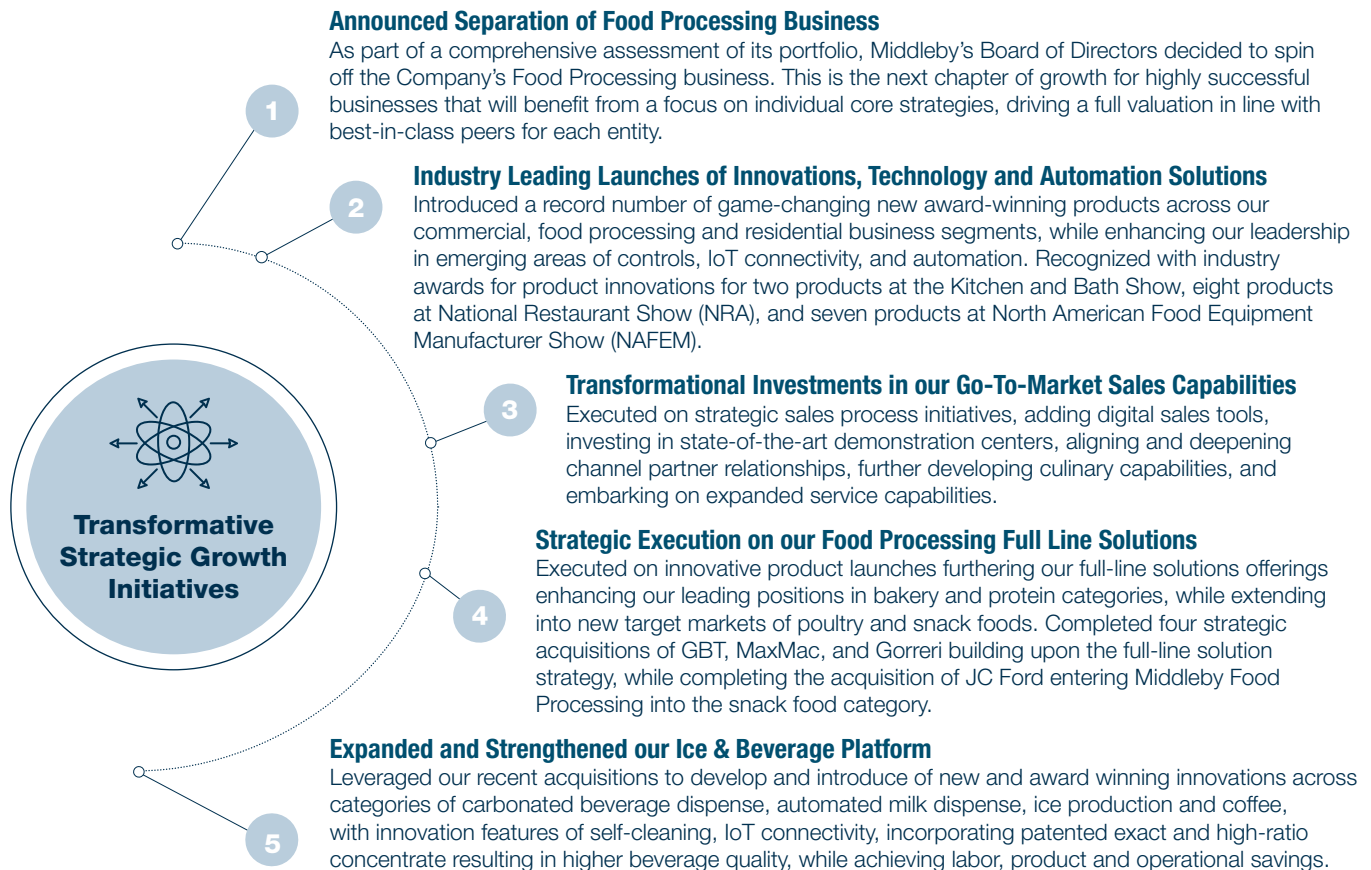 Announced Separation of Food Processing Business
As part of a comprehensive assessment of its portfolio, Middleby's Board of Directors decided to spin
off the Company's Food Processing business. This is the next chapter of growth for highly successful
businesses that will benefit from a focus on individual core strategies, driving a full valuation in line with
best-in-class peers for each entity.
1
Industry Leading Launches of Innovations, Technology and Automation Solutions
Introduced a record number of game-changing new award-winning products across our
commercial, food processing and residential business segments, while enhancing our leadership
in emerging areas of controls, IoT connectivity, and automation. Recognized with industry
awards for product innovations for two products at the Kitchen and Bath Show, eight products
at National Restaurant Show (NRA), and seven products at North American Food Equipment
Manufacturer Show (NAFEM).
2
Transformational Investments in our Go-To-Market Sales Capabilities
Executed on strategic sales process initiatives, adding digital sales tools,
investing in state-of-the-art demonstration centers, aligning and deepening
channel partner relationships, further developing culinary capabilities, and
embarking on expanded service capabilities.
3
Transformative
Strategic Growth
Initiatives
Strategic Execution on our Food Processing Full Line Solutions
Executed on innovative product launches furthering our full-line solutions offerings
enhancing our leading positions in bakery and protein categories, while extending
into new target markets of poultry and snack foods. Completed four strategic
acquisitions of GBT, MaxMac, and Gorreri building upon the full-line solution
strategy, while completing the acquisition of JC Ford entering Middleby Food
Processing into the snack food category.
4
Expanded and Strengthened our Ice & Beverage Platform
Leveraged our recent acquisitions to develop and introduce of new and award winning innovations across
categories of carbonated beverage dispense, automated milk dispense, ice production and coffee,
with innovation features of self-cleaning, IoT connectivity, incorporating patented exact and high-ratio
concentrate resulting in higher beverage quality, while achieving labor, product and operational savings.
5